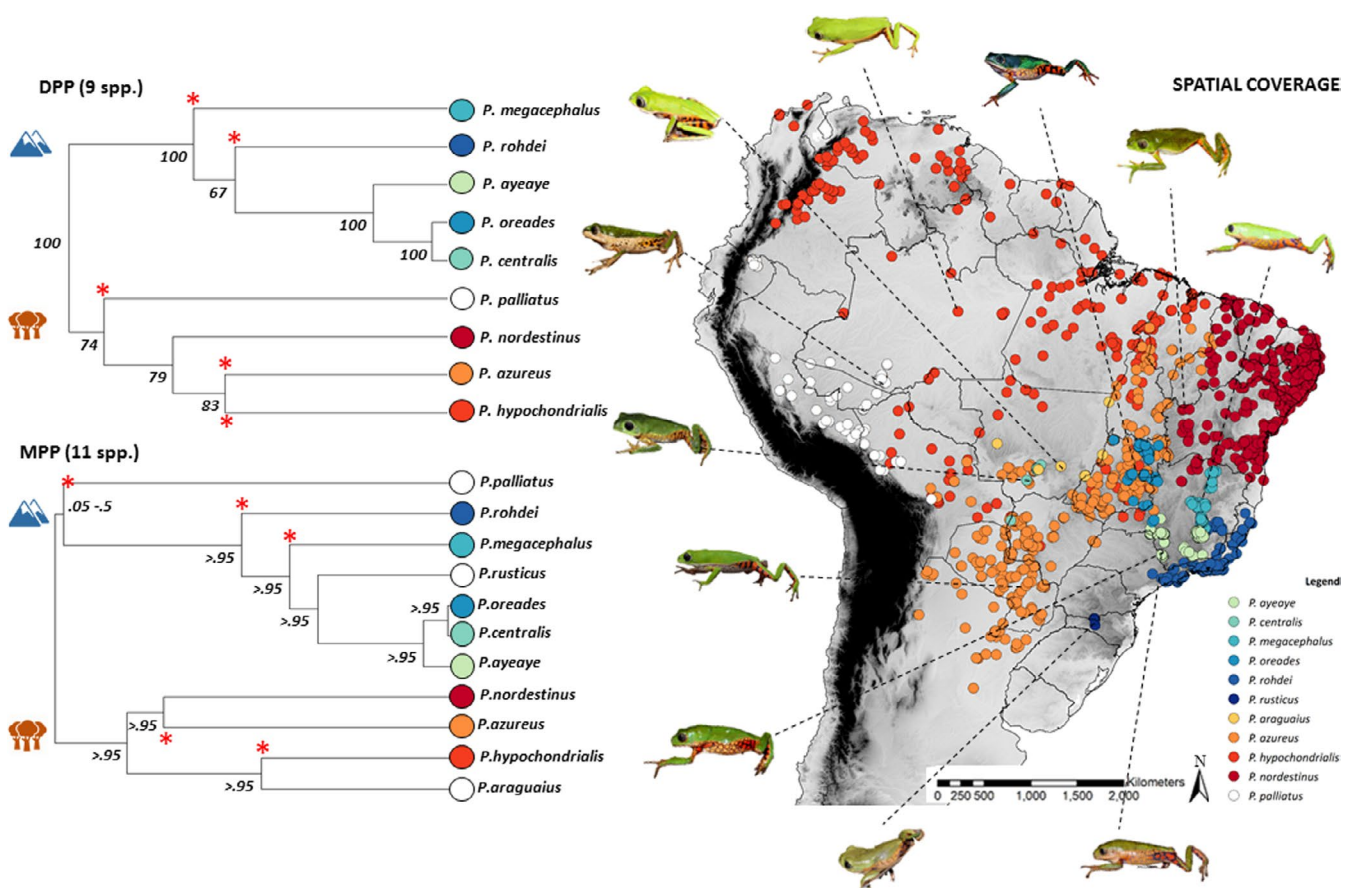 DPP (9 spp.)
P. megacephalus
P. rohdei
100
67
P. ayeaye
P. oreades
100
100
P. centralis
100
P. palliatus
P. nordestinus
74
79
P. azureus
83
P. hypochondrialis
MPP (11 spp.)
P.palliatus
.05 -.5
P.rohdei
P.megacephalus
>.95
P.rusticus
>.95
>.95
P.oreades
>.95
P.centralis
>.95
P.ayeaye
P.nordestinus
>.95
P.azureus
>.95
P.hypochondrialis
>.95
P.araguaius
SPATIAL COVERAGE
Legend
P. ayeaye
P. centralis
P. megacephalus
P. oreades
P. rohdei
P. rusticus
P. araguaius
P. azureus
P. hypochondrialis
P. nordestinus
P. palliatus
N
Kilometers
0 250 500 1,000 1,500 2,000